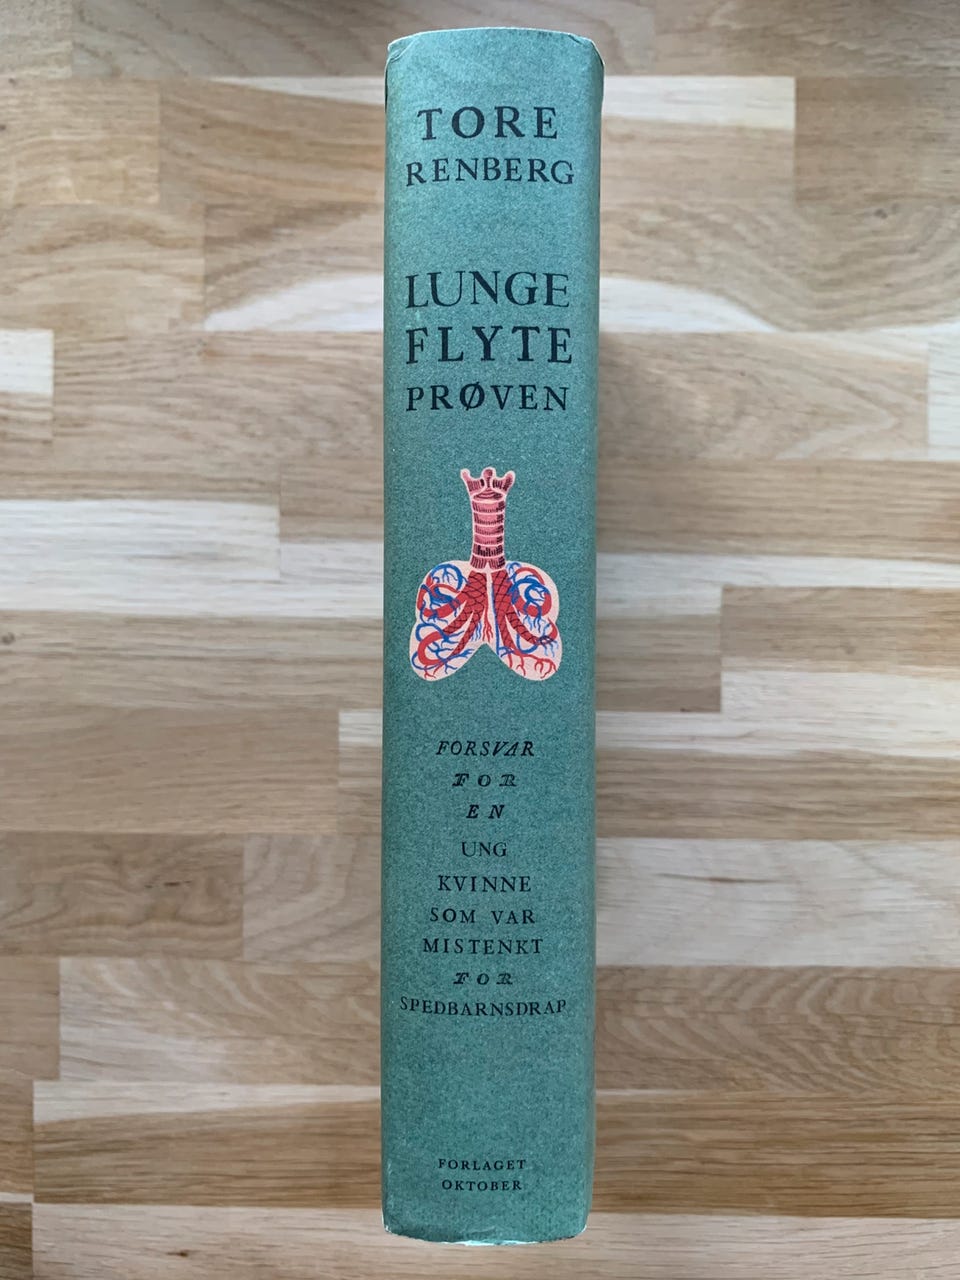 TORE
RENBERG
LUNGE
FLYTE
PRØVEN
FORSVAR
FOR
EN
UNG
KVINNE
SOM VAR
MISTENKT
FOR
SPEDBARNSDRAP
FORLAGET
OKTOBER